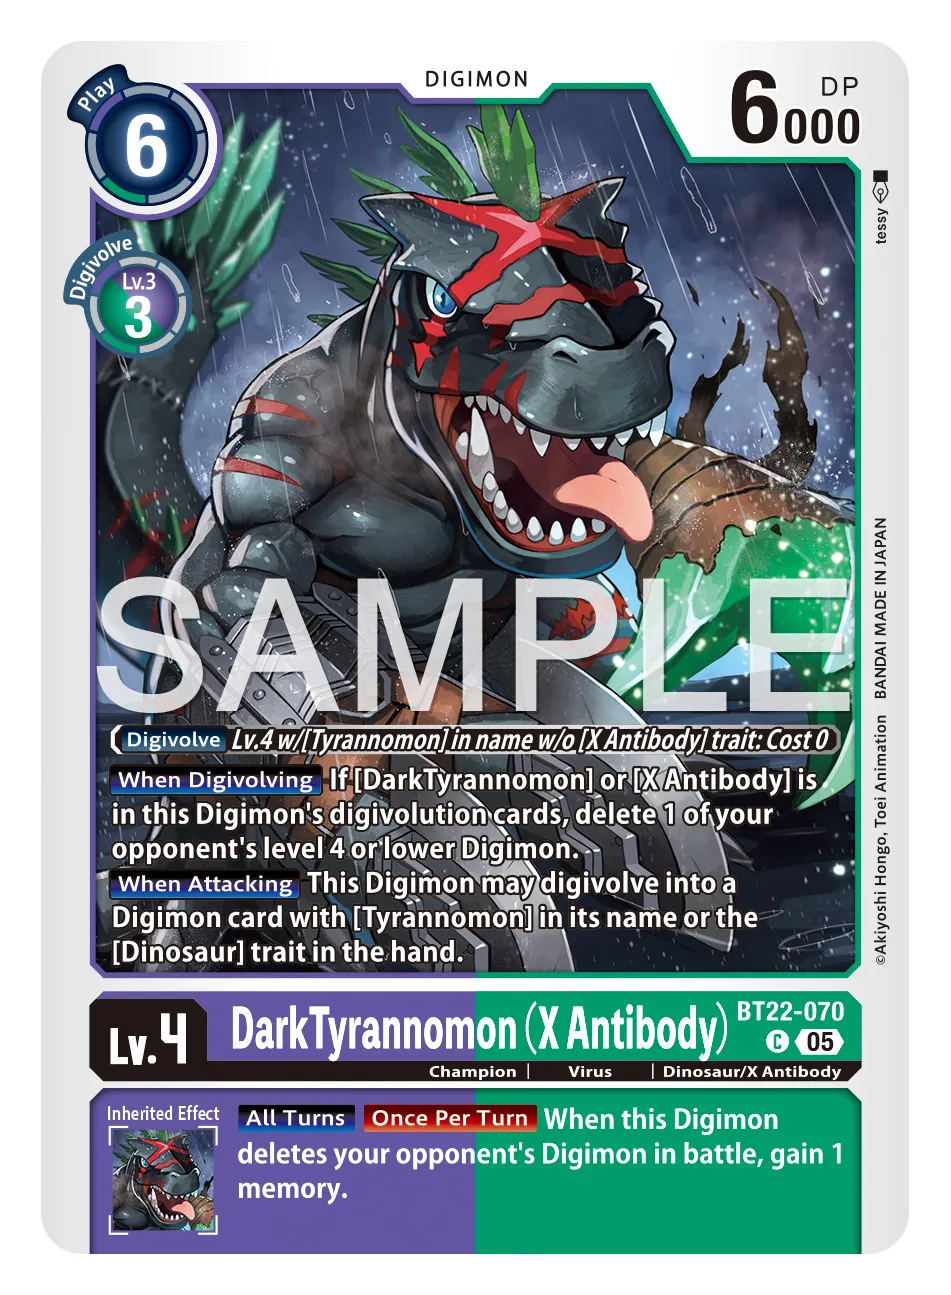 DIGIMON
Play
6
DP
6000
Digivolve
Lv.3
3
tessy
SAMPLE
Digivolve Lv.4 w/[Tyrannomon] in name w/o [X Antibody] trait: Cost 0
When Digivolving If [DarkTyrannomon] or [X Antibody] is
in this Digimon's digivolution cards, delete 1 of your
opponent's level 4 or lower Digimon.
When Attacking This Digimon may digivolve into a
Digimon card with [Tyrannomon] in its name or the
[Dinosaur] trait in the hand.
©Akiyoshi Hongo, Toei Animation BANDAI MADE IN JAPAN
Lv.4
DarkTyrannomon (X Antibody)
BT22-070
C 05
Champion | Virus | Dinosaur/X Antibody
Inherited Effect
All Turns Once Per Turn When this Digimon
deletes your opponent's Digimon in battle, gain 1
memory.